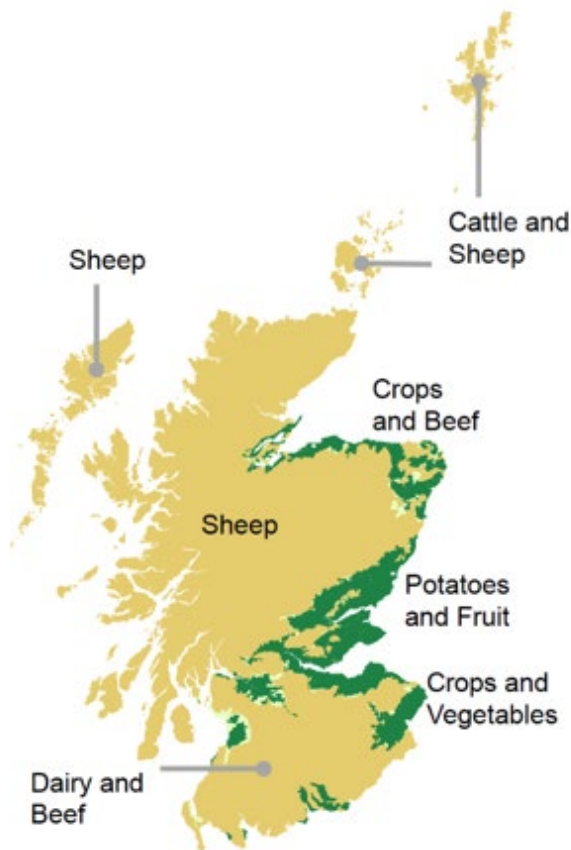 Cattle and
Sheep
Sheep
Crops
and Beef
Sheep
Potatoes
and Fruit
Crops and
Vegetables
Dairy and
Beef